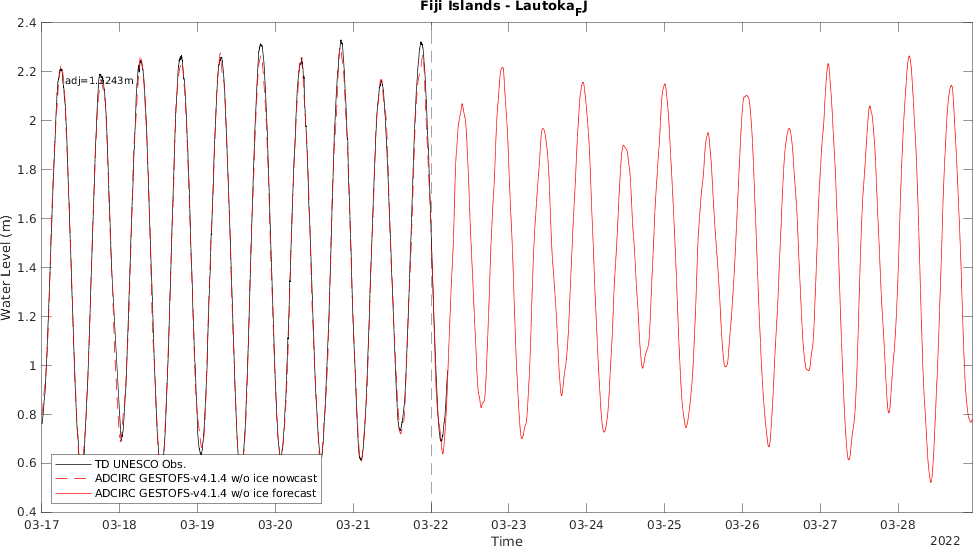 Fiji Islands - Lautoka_FJ
2.4
2.2
2
1.8
1.6
1.4
1.2
1
0.8
0.6
0.4
Water Level (m)
TD UNESCO Obs.
ADCIRC GESTOFS-v4.1.4 w/o ice nowcast
ADCIRC GESTOFS-v4.1.4 w/o ice forecast
03-17 03-18 03-19 03-20 03-21 03-22 03-23 03-24 03-25 03-26 03-27 03-28
Time
2022